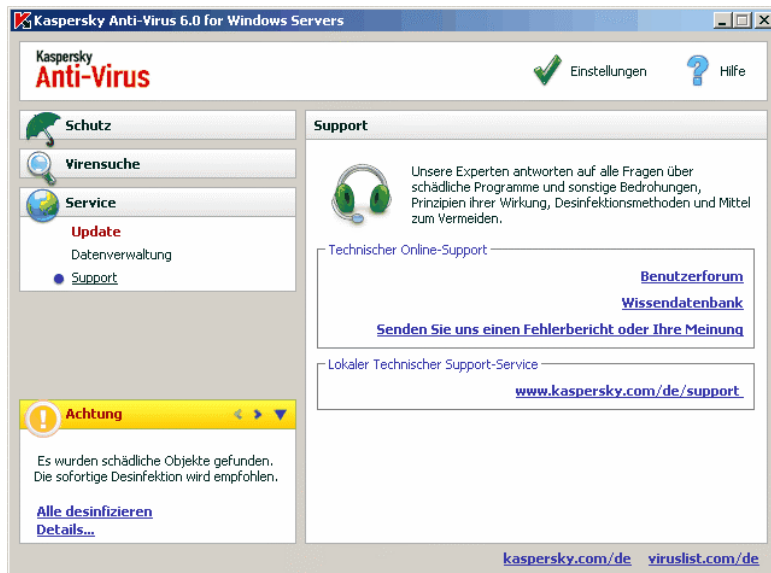 Kaspersky Anti-Virus 6.0 for Windows Servers
Kaspersky
Anti-Virus
Einstellungen
Hilfe
Schutz
Virensuche
Service
Update
Datenverwaltung
Support
Achtung
Es wurden schädliche Objekte gefunden.
Die sofortige Desinfektion wird empfohlen.
Alle desinfizieren
Details...
Support
Unsere Experten antworten auf alle Fragen über
schädliche Programme und sonstige Bedrohungen,
Prinzipien ihrer Wirkung, Desinfektionsmethoden und Mittel
zum Vermeiden.
Technischer Online-Support
Benutzerforum
Wissendatenbank
Senden Sie uns einen Fehlerbericht oder Ihre Meinung
Lokaler Technischer Support-Service
www.kaspersky.com/de/support
kaspersky.com/de viruslist.com/de